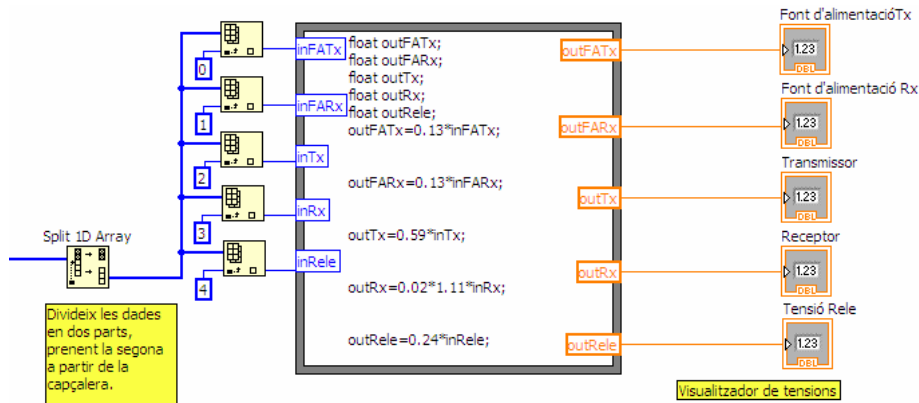 Font d'alimentacióTx
1.23
DBL
Font d'alimentació Rx
1.23
DBL
Transmissor
1.23
DBL
Receptor
1.23
DBL
Tensió Rele
1.23
DBL
0
1
2
3
4
inFATx
inFARx
inTx
inRx
inRele
float outFATx;
float outFARx;
float outTx;
float outRx;
float outRele;
outFATx=0.13*inFATx;
outFARx=0.13*inFARx;
outTx=0.59*inTx;
outRx=0.02*1.11*inRx;
outRele=0.24*inRele;
outFATx
outFARx
outTx
outRx
outRele
Split 1D Array
Divideix les dades
en dos parts,
prenent la segona
a partir de la
capçalera.
Visualitzador de tensions